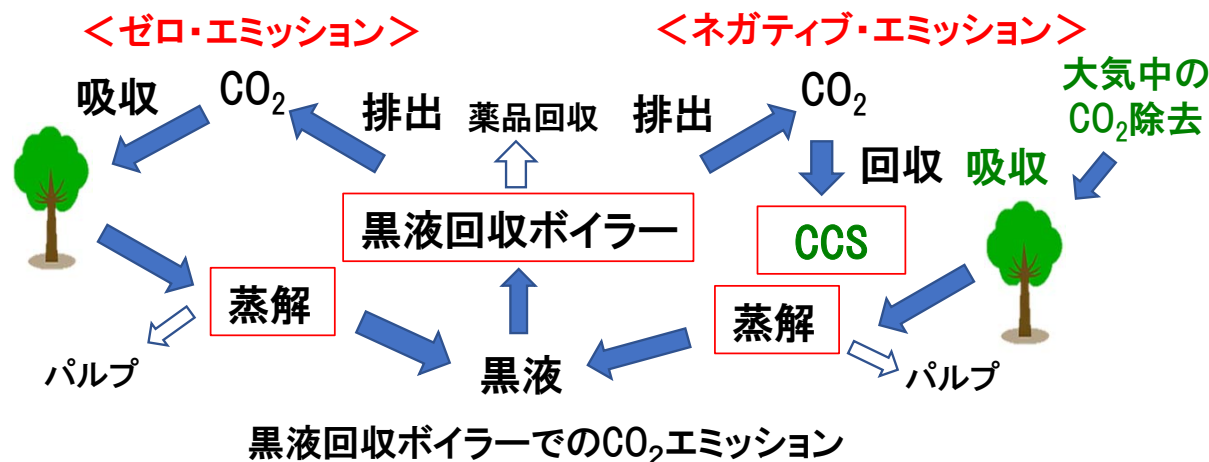 ＜ゼロ・エミッション＞
＜ネガティブ・エミッション＞
吸収
CO₂
排出
薬品回収
排出
CO₂
大気中の
CO₂除去
回収
吸収
黒液回収ボイラー
CCS
蒸解
蒸解
パルプ
黒液
パルプ
黒液回収ボイラーでのCO₂エミッション